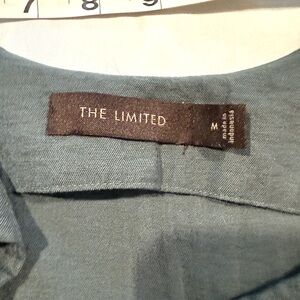 7 8 9
THE LIMITED
M
made in
indonesia